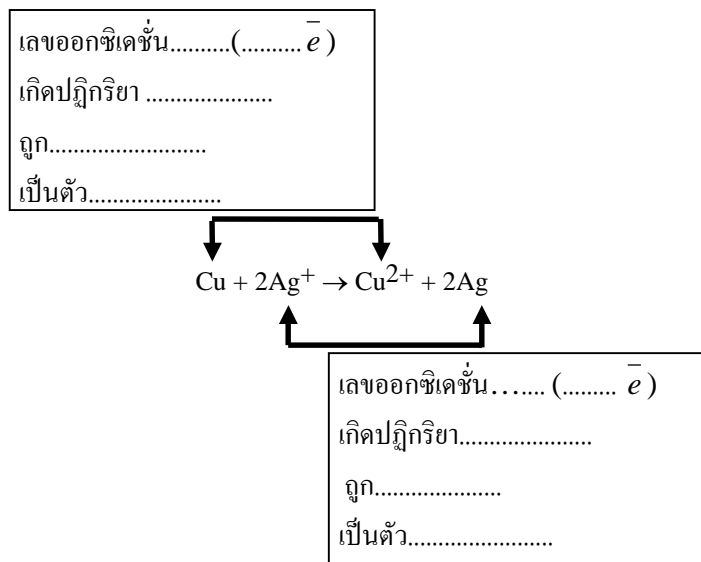 เลขออกซิเดชั่น..........(.......... e̅ )
เกิดปฏิกริยา .....................
ถูก..........................
เป็นตัว......................
Cu + 2Ag⁺ → Cu²⁺ + 2Ag
เลขออกซิเดชั่น….... (......... e̅ )
เกิดปฏิกริยา......................
ถูก.....................
เป็นตัว........................